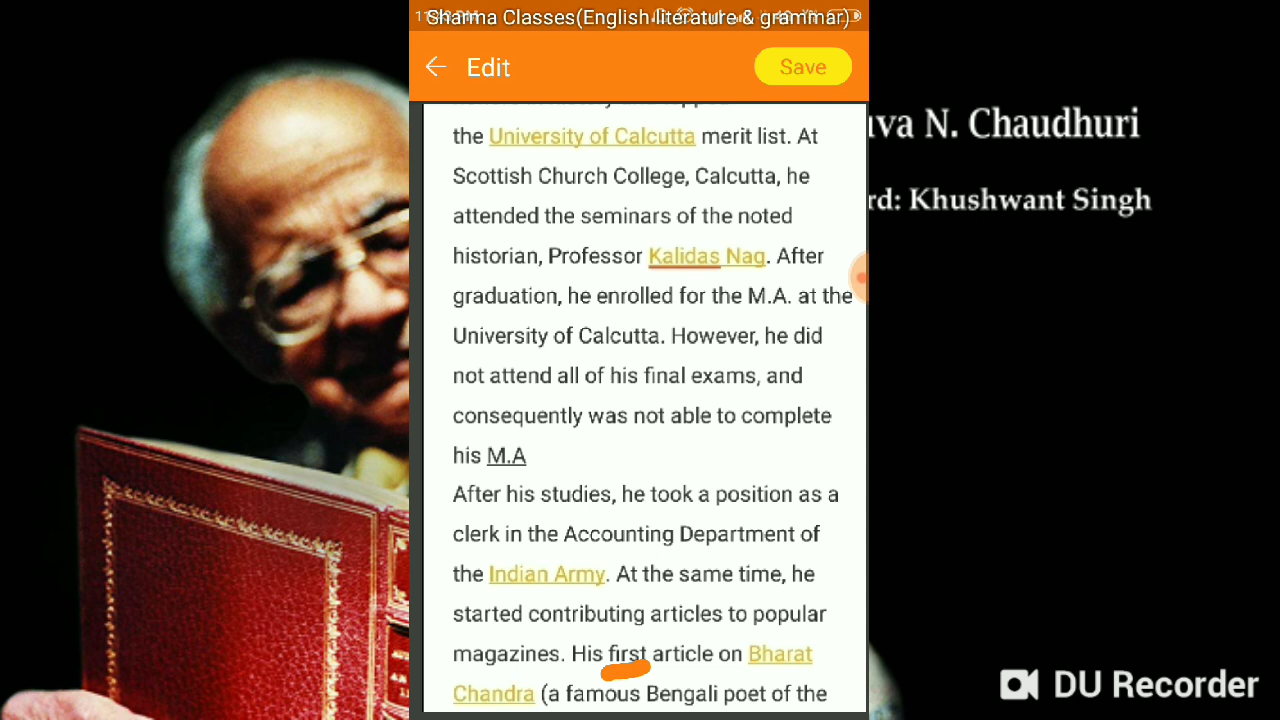 Sharma Classes(English literature & grammar)
Edit
Save
the University of Calcutta merit list. At
Scottish Church College, Calcutta, he
attended the seminars of the noted
historian, Professor Kalidas Nag. After
graduation, he enrolled for the M.A. at the
University of Calcutta. However, he did
not attend all of his final exams, and
consequently was not able to complete
his M.A
After his studies, he took a position as a
clerk in the Accounting Department of
the Indian Army. At the same time, he
started contributing articles to popular
magazines. His first article on Bharat
Chandra (a famous Bengali poet of the
N. Chaudhuri
Khushwant Singh
DU Recorder